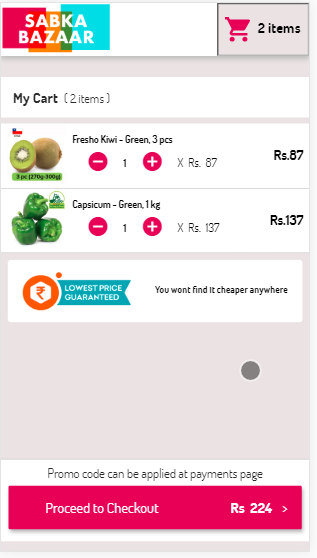 SABKA
BAZAAR
2 items
My Cart ( 2 items )
Fresho Kiwi - Green, 3 pcs
1 X Rs. 87
Rs.87
3 pc (270g-300g)
Capsicum - Green, 1 kg
1 X Rs. 137
Rs.137
LOWEST PRICE
GUARANTEED
You wont find it cheaper anywhere
Promo code can be applied at payments page
Proceed to Checkout Rs 224 >